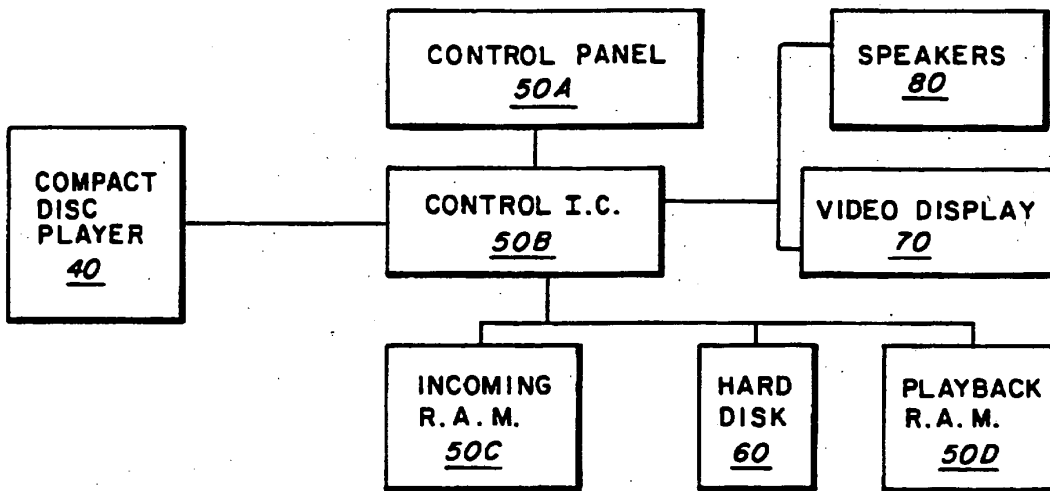 CONTROL PANEL
50A
SPEAKERS
80
COMPACT
DISC
PLAYER
40
CONTROL I.C.
50B
VIDEO DISPLAY
70
INCOMING
R.A.M.
50C
HARD
DISK
60
PLAYBACK
R.A.M.
50D